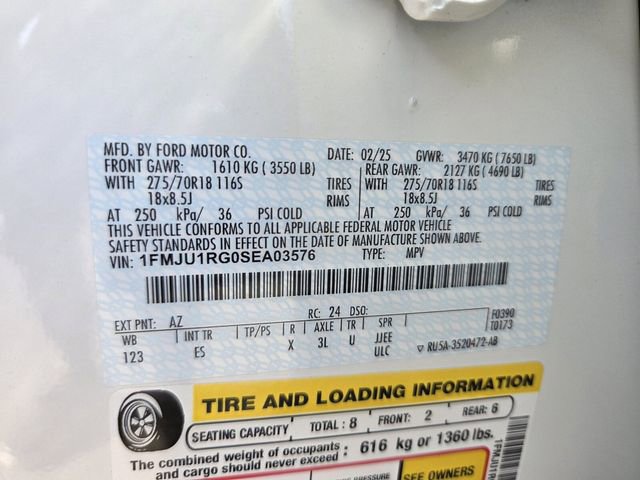 MFD. BY FORD MOTOR CO. DATE: 02/25 GVWR: 3470 KG ( 7650 LB)
FRONT GAWR: 1610 KG ( 3550 LB) REAR GAWR: 2127 KG ( 4690 LB)
WITH 275/70R18 116S TIRES WITH 275/70R18 116S TIRES
18x8.5J RIMS 18x8.5J RIMS
AT 250 kPa/ 36 PSI COLD AT 250 kPa/ 36 PSI COLD
THIS VEHICLE CONFORMS TO ALL APPLICABLE FEDERAL MOTOR VEHICLE
SAFETY STANDARDS IN EFFECT ON THE DATE OF MANUFACTURE SHOWN ABOVE.
VIN: 1FMJU1RG0SEA03576 TYPE: MPV
EXT PNT: AZ RC: 24 DSO: F0390
T0173
WB INT TR TP/PS R AXLE TR SPR
123 ES X 3L U JJEE
ULC ▽ RU5A-3520472-AB
TIRE AND LOADING INFORMATION
SEATING CAPACITY TOTAL : 8 FRONT: 2 REAR: 6
The combined weight of occupants
and cargo should never exceed : 616 kg or 1360 lbs.
PRESSURE
SEE OWNERS
1FMJU1R